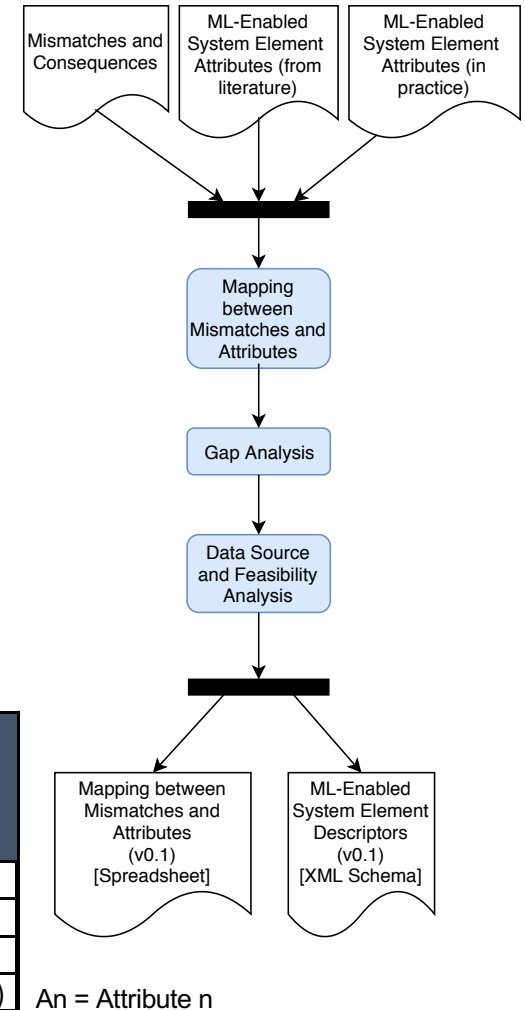 Mismatches and
Consequences
ML-Enabled
System Element
Attributes (from
literature)
ML-Enabled
System Element
Attributes (in
practice)
Mapping
between
Mismatches and
Attributes
Gap Analysis
Data Source
and Feasibility
Analysis
Mapping between
Mismatches and
Attributes
(v0.1)
[Spreadsheet]
ML-Enabled
System Element
Descriptors
(v0.1)
[XML Schema]
)
An = Attribute n